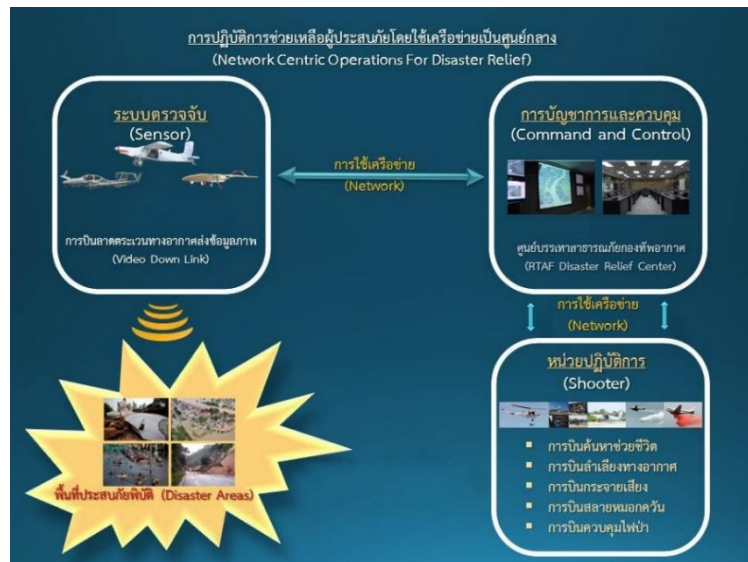 การปฏิบัติการช่วยเหลือผู้ประสบภัยโดยใช้เครือข่ายเป็นศูนย์กลาง
(Network Centric Operations For Disaster Relief)
ระบบตรวจจับ
(Sensor)
การบินลาดตระเวนทางอากาศส่งข้อมูลภาพ
(Video Down Link)
การใช้เครือข่าย
(Network)
การบัญชาการและควบคุม
(Command and Control)
ศูนย์บรรเทาสาธารณภัยกองทัพอากาศ
(RTAF Disaster Relief Center)
การใช้เครือข่าย
(Network)
พื้นที่ประสบภัยพิบัติ (Disaster Areas)
หน่วยปฏิบัติการ
(Shooter)
การบินค้นหาช่วยชีวิต
การบินลำเลียงทางอากาศ
การบินกระจายเสียง
การบินสลายหมอกควัน
การบินควบคุมไฟป่า